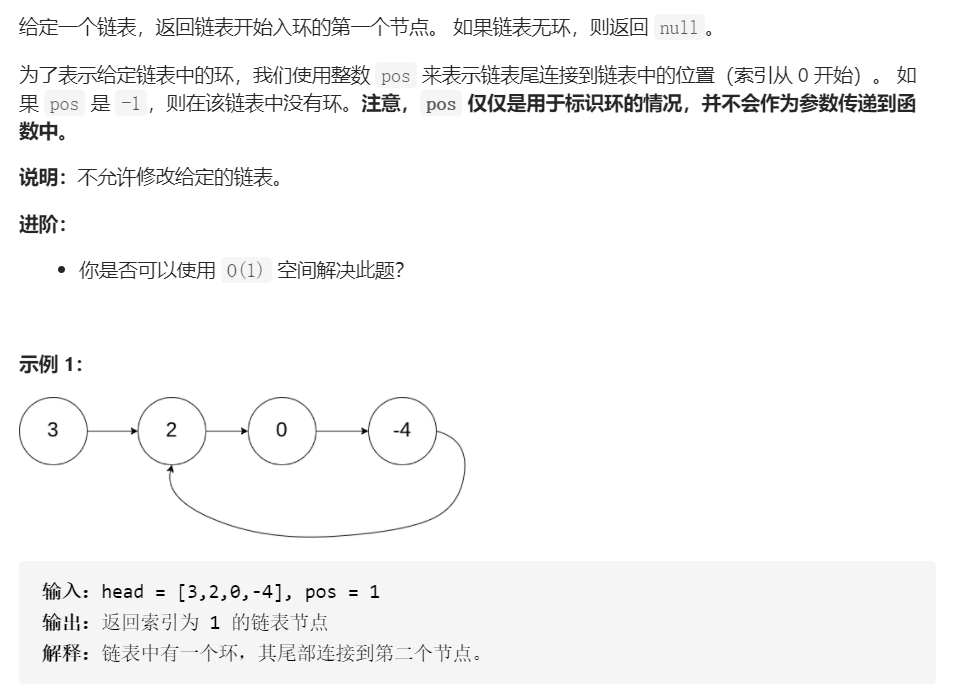 给定一个链表，返回链表开始入环的第一个节点。 如果链表无环，则返回 null 。
为了表示给定链表中的环，我们使用整数 pos 来表示链表尾连接到链表中的位置（索引从 0 开始）。 如
果 pos 是 -1，则在该链表中没有环。注意，pos 仅仅是用于标识环的情况，并不会作为参数传递到函
数中。
说明：不允许修改给定的链表。
进阶：
• 你是否可以使用 O(1) 空间解决此题？
示例 1：
3 2 0 -4
输入：head = [3,2,0,-4], pos = 1
输出：返回索引为 1 的链表节点
解释：链表中有一个环，其尾部连接到第二个节点。